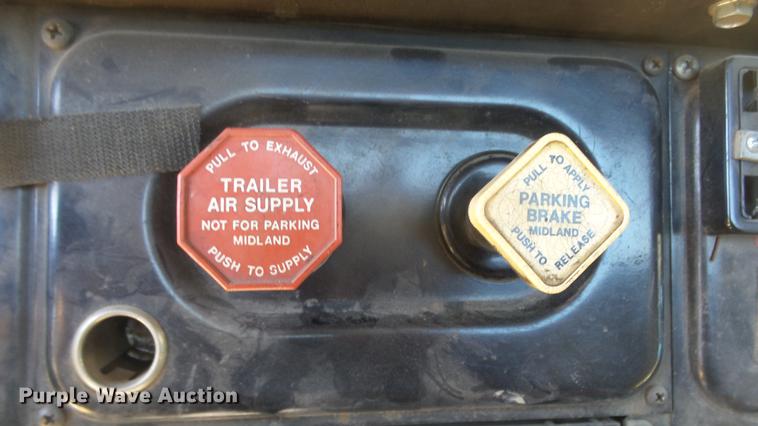 PULL TO EXHAUST
TRAILER
AIR SUPPLY
NOT FOR PARKING
MIDLAND
PUSH TO SUPPLY
PULL TO APPLY
PARKING
BRAKE
MIDLAND
PUSH TO RELEASE
Purple Wave Auction